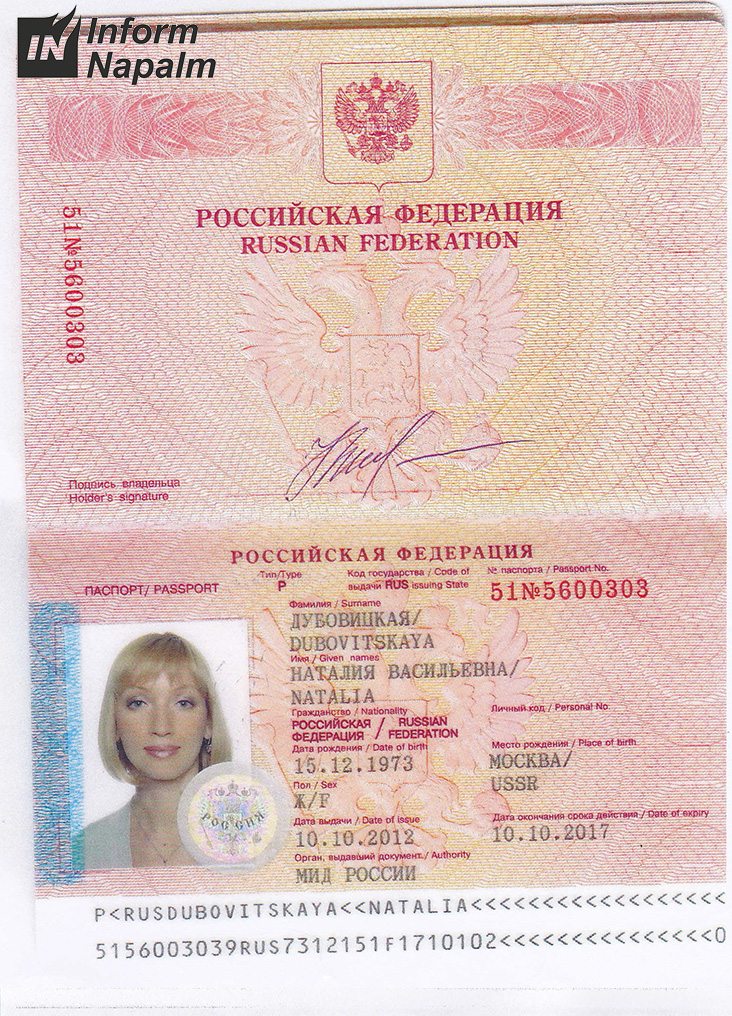 Inform
Napalm
IN
РОССИЙСКАЯ ФЕДЕРАЦИЯ
RUSSIAN FEDERATION
51№5600303
Подпись владельца
Holder's signature
РОССИЙСКАЯ ФЕДЕРАЦИЯ
ПАСПОРТ/ PASSPORT
Тип/Type
P
Код государства / Code of
выдачи RUS issuing State
№ паспорта / Passport No.
51№5600303
Фамилия / Surname
ДУБОВИЦКАЯ/
DUBOVITSKAYA
Имя / Given names
НАТАЛИЯ ВАСИЛЬЕВНА/
NATALIA
Гражданство / Nationality
РОССИЙСКАЯ / RUSSIAN
ФЕДЕРАЦИЯ / FEDERATION
Личный код / Personal No.
Дата рождения / Date of birth
15.12.1973
Место рождения / Place of birth
МОСКВА/
USSR
Пол / Sex
Ж/F
Дата выдачи / Date of issue
10.10.2012
Дата окончания срока действия / Date of expiry
10.10.2017
Орган, выдавший документ / Authority
МИД РОССИИ
РОССИЯ
P<RUSDUBOVITSKAYA<<NATALIA<<<<<<<<<<<<<<<<<<
5156003039RUS7312151F1710102<<<<<<<<<<<<<<<0